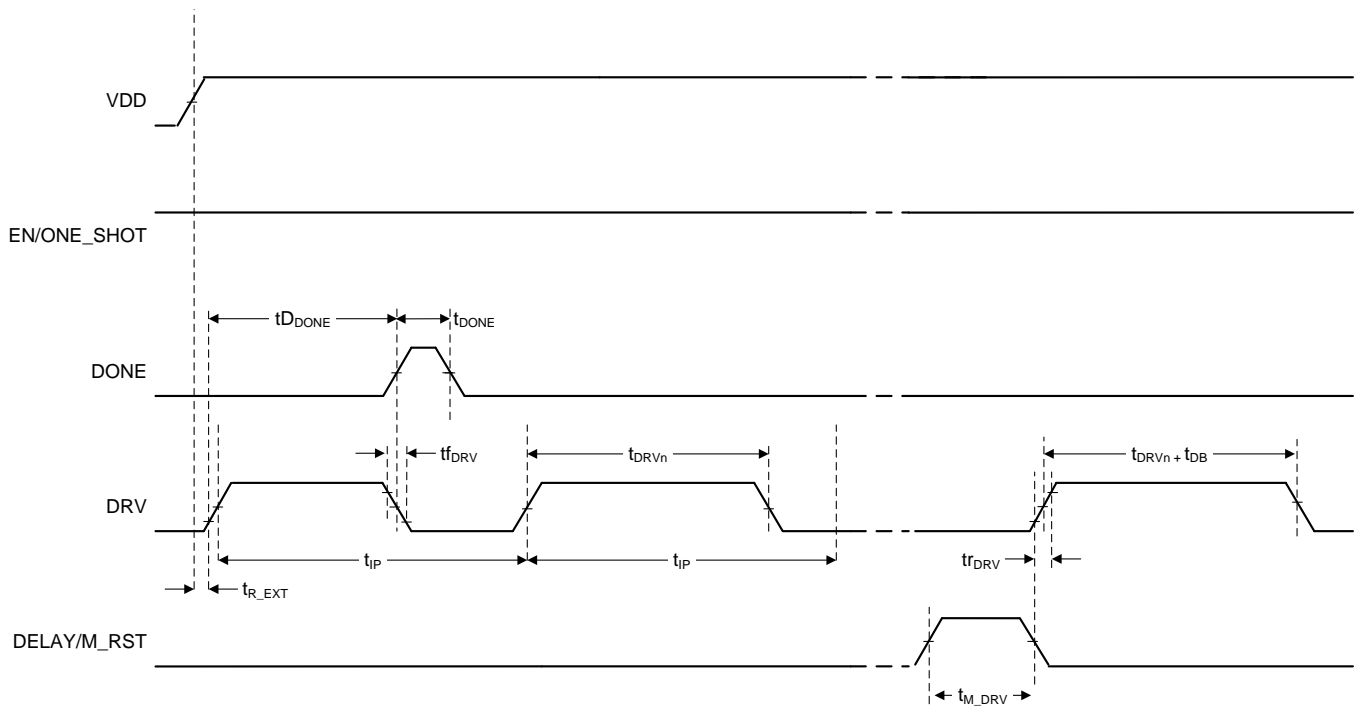 VDD
EN/ONE_SHOT
tD_DONE
t_DONE
DONE
tf_DRV
t_DRVn
t_DRVn + t_DB
DRV
t_IP
t_IP
tr_DRV
t_R_EXT
DELAY/M_RST
t_M_DRV